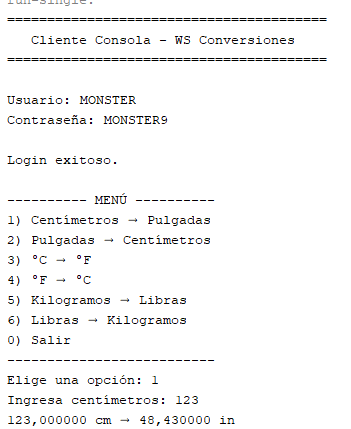 run-single:
========================================
Cliente Consola - WS Conversiones
========================================
Usuario: MONSTER
Contraseña: MONSTER9
Login exitoso.
---------- MENÚ ----------
1) Centímetros → Pulgadas
2) Pulgadas → Centímetros
3) °C → °F
4) °F → °C
5) Kilogramos → Libras
6) Libras → Kilogramos
0) Salir
--------------------------
Elige una opción: 1
Ingresa centímetros: 123
123,000000 cm → 48,430000 in